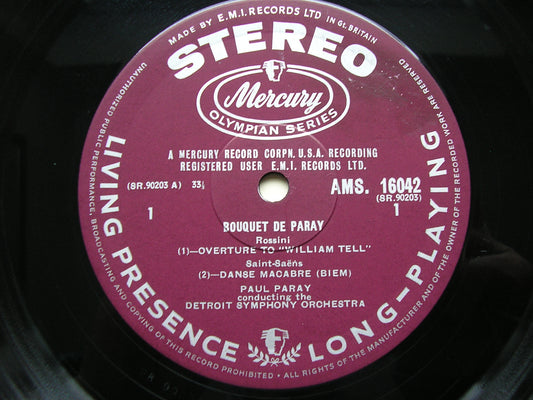 MADE BY E.M.I. RECORDS LTD IN Gt. BRITAIN
STEREO
Mercury
OLYMPIAN SERIES
A MERCURY RECORD CORPN. U.S.A. RECORDING
REGISTERED USER E.M.I. RECORDS LTD.
(SR.90203 A) 33⅓
AMS. 16042
(SR.90203)
1
1
BOUQUET DE PARAY
Rossini
(1)—OVERTURE TO "WILLIAM TELL"
Saint-Saëns
(2)—DANSE MACABRE (BIEM)
PAUL PARAY
conducting the
DETROIT SYMPHONY ORCHESTRA
LIVING PRESENCE
LONG-PLAYING
UNAUTHORIZED PUBLIC PERFORMANCE, BROADCASTING AND COPYING OF THIS RECORD PROHIBITED • ALL RIGHTS OF THE MANUFACTURER AND OF THE OWNER OF THE RECORDED WORK ARE RESERVED